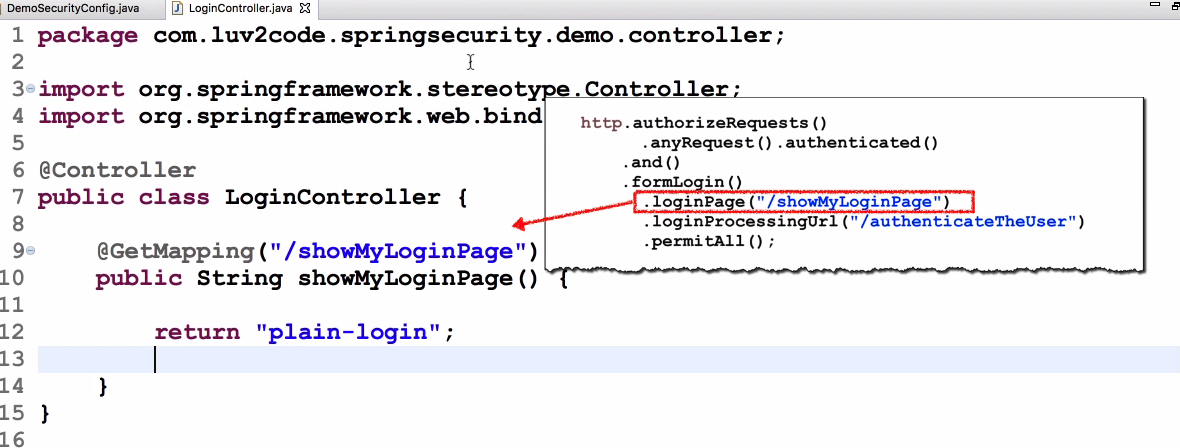 DemoSecurityConfig.java
LoginController.java
1 package com.luv2code.springsecurity.demo.controller;
2
3 import org.springframework.stereotype.Controller;
4 import org.springframework.web.bind
5
6 @Controller
7 public class LoginController {
8
9 @GetMapping("/showMyLoginPage")
10 public String showMyLoginPage() {
11
12 return "plain-login";
13
14 }
15 }
16
http.authorizeRequests()
.anyRequest().authenticated()
.and()
.formLogin()
.loginPage("/showMyLoginPage")
.loginProcessingUrl("/authenticateTheUser")
.permitAll();